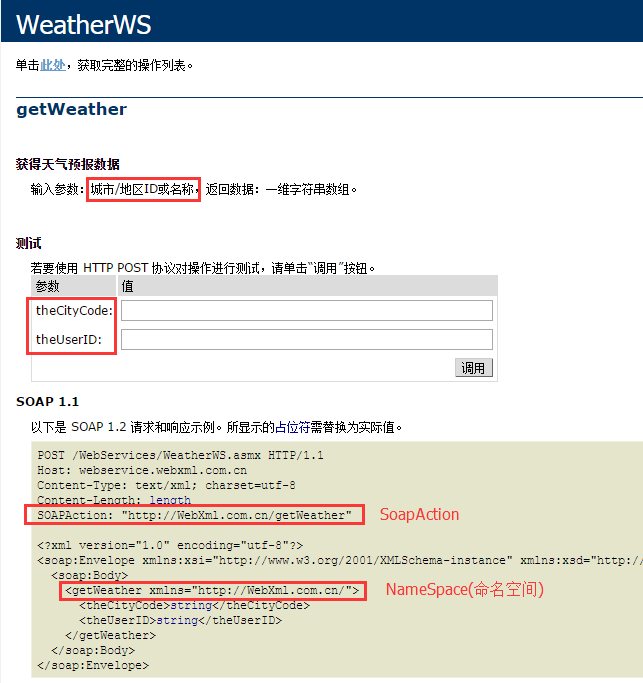 WeatherWS
单击此处，获取完整的操作列表。
getWeather
获得天气预报数据
输入参数：城市/地区ID或名称，返回数据：一维字符串数组。
测试
若要使用 HTTP POST 协议对操作进行测试，请单击“调用”按钮。
参数 值
theCityCode:
theUserID:
调用
SOAP 1.1
以下是 SOAP 1.2 请求和响应示例。所显示的占位符需替换为实际值。
POST /WebServices/WeatherWS.asmx HTTP/1.1
Host: webservice.webxml.com.cn
Content-Type: text/xml; charset=utf-8
Content-Length: length
SOAPAction: "http://WebXml.com.cn/getWeather" SoapAction
<?xml version="1.0" encoding="utf-8"?>
<soap:Envelope xmlns:xsi="http://www.w3.org/2001/XMLSchema-instance" xmlns:xsd="http:/
<soap:Body>
<getWeather xmlns="http://WebXml.com.cn/"> NameSpace(命名空间)
<theCityCode>string</theCityCode>
<theUserID>string</theUserID>
</getWeather>
</soap:Body>
</soap:Envelope>